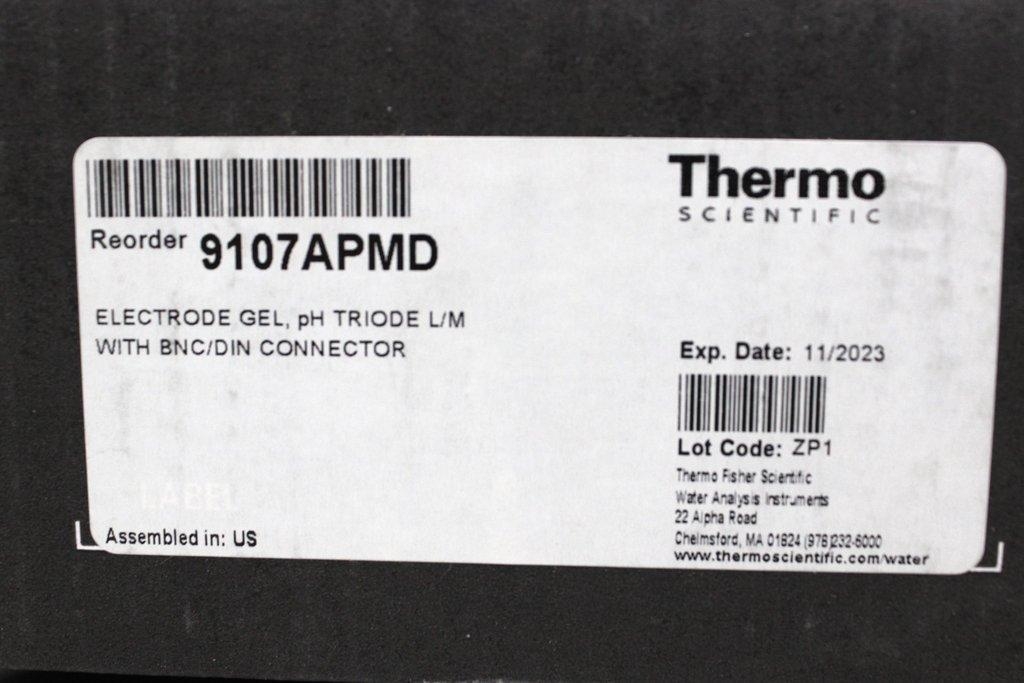 Thermo
SCIENTIFIC
Reorder 9107APMD
ELECTRODE GEL, pH TRIODE L/M
WITH BNC/DIN CONNECTOR
Exp. Date: 11/2023
Lot Code: ZP1
Thermo Fisher Scientific
Water Analysis Instruments
22 Alpha Road
Chelmsford, MA 01824 (978)232-6000
www.thermoscientific.com/water
LABEL
Assembled in: US